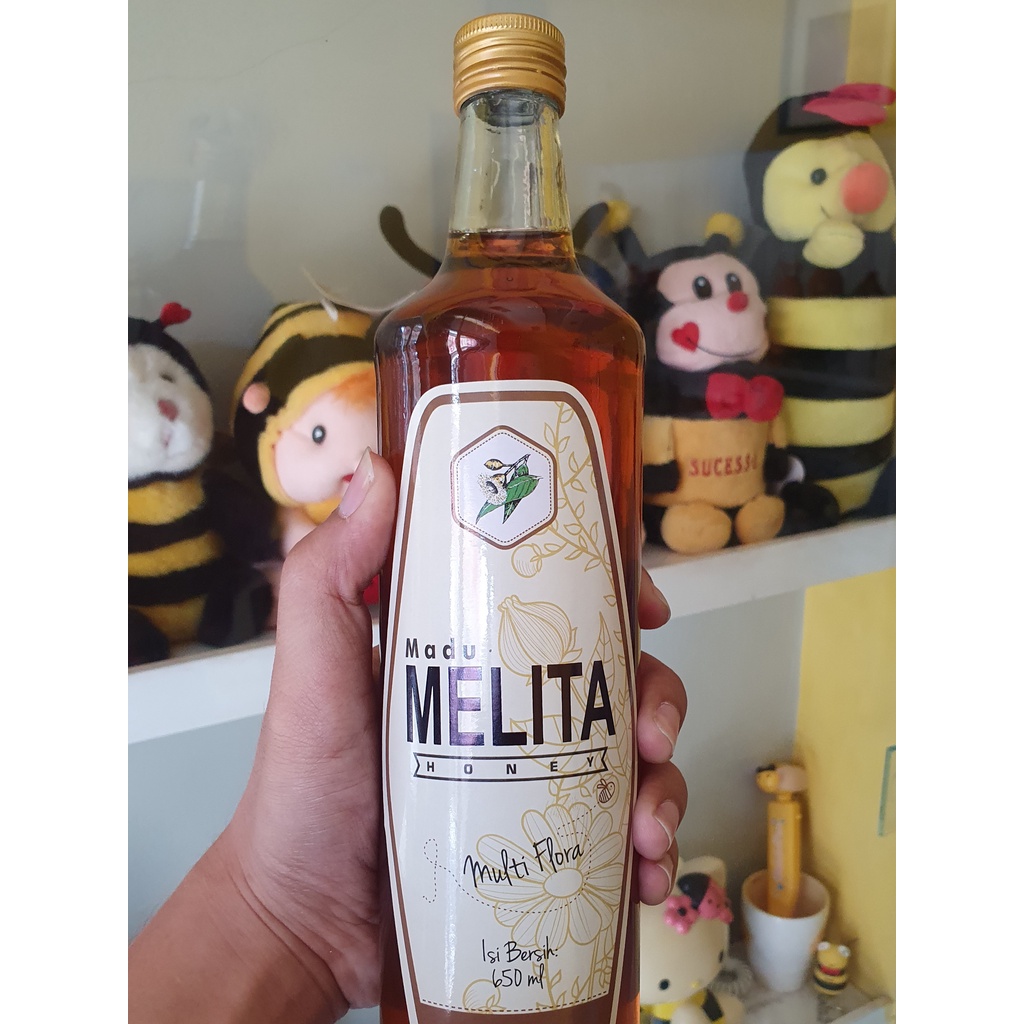 Madu
MELITA
HONEY
Multi Flora
Isi Bersih:
650 ml
SUCESSO